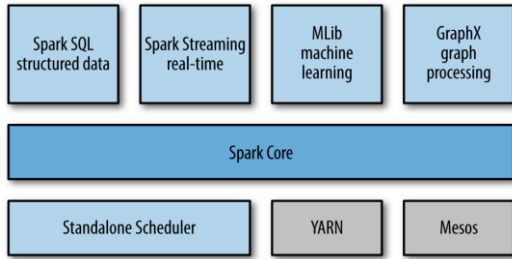 Spark SQL
structured data
Spark Streaming
real-time
MLib
machine
learning
GraphX
graph
processing
Spark Core
Standalone Scheduler
YARN
Mesos